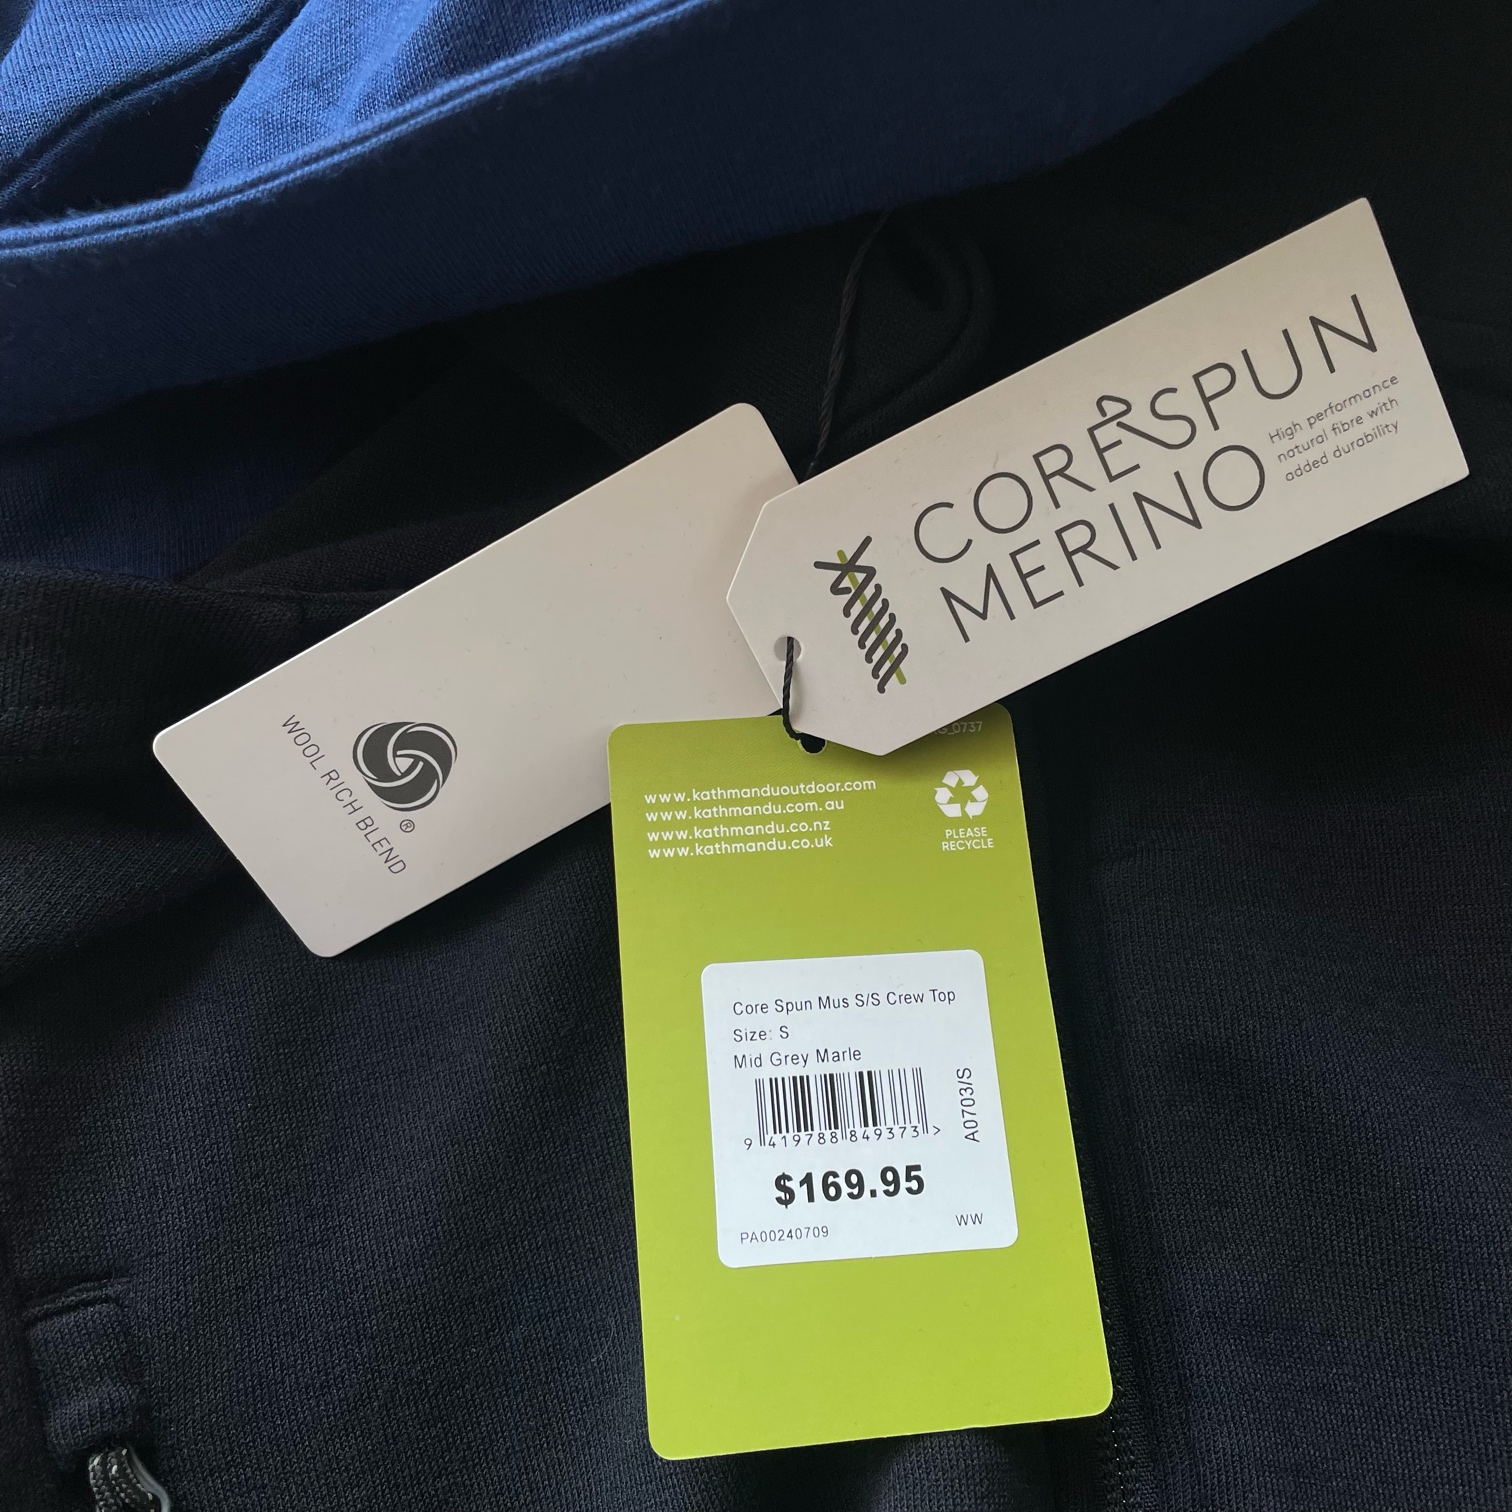 CORESPUN
MERINO
High performance
natural fibre with
added durability
WOOL RICH BLEND
®
www.kathmanduoutdoor.com
www.kathmandu.com.au
www.kathmandu.co.nz
www.kathmandu.co.uk
PLEASE
RECYCLE
Core Spun Mus S/S Crew Top
Size: S
Mid Grey Marle
9 419788 849373 >
A0703/S
$169.95
PA00240709
WW